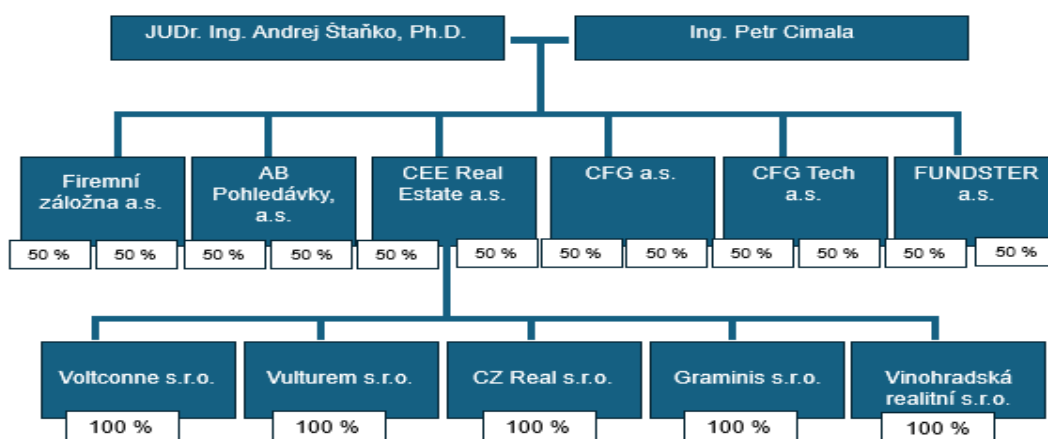 JUDr. Ing. Andrej Štaňko, Ph.D.
Ing. Petr Cimala
Firemní
záložna a.s.
AB
Pohledávky,
a.s.
CEE Real
Estate a.s.
CFG a.s.
CFG Tech
a.s.
FUNDSTER
a.s.
50 %
50 %
50 %
50 %
50 %
50 %
50 %
50 %
50 %
50 %
50 %
50 %
Voltconne s.r.o.
Vulturem s.r.o.
CZ Real s.r.o.
Graminis s.r.o.
Vinohradská
realitní s.r.o.
100 %
100 %
100 %
100 %
100 %